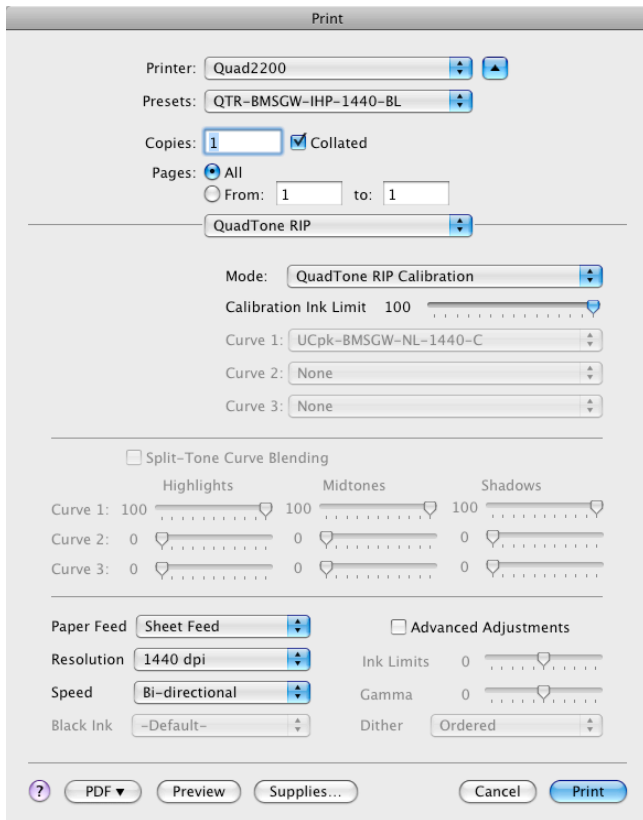 Print
Printer: Quad2200
Presets: QTR-BMSGW-IHP-1440-BL
Copies: 1 Collated
Pages: All
From: 1 to: 1
QuadTone RIP
Mode: QuadTone RIP Calibration
Calibration Ink Limit 100
Curve 1: UCpk-BMSGW-NL-1440-C
Curve 2: None
Curve 3: None
Split-Tone Curve Blending
Highlights Midtones Shadows
Curve 1: 100 100 100
Curve 2: 0 0 0
Curve 3: 0 0 0
Paper Feed Sheet Feed Advanced Adjustments
Resolution 1440 dpi Ink Limits 0
Speed Bi-directional Gamma 0
Black Ink -Default- Dither Ordered
? PDF ▼ Preview Supplies... Cancel Print